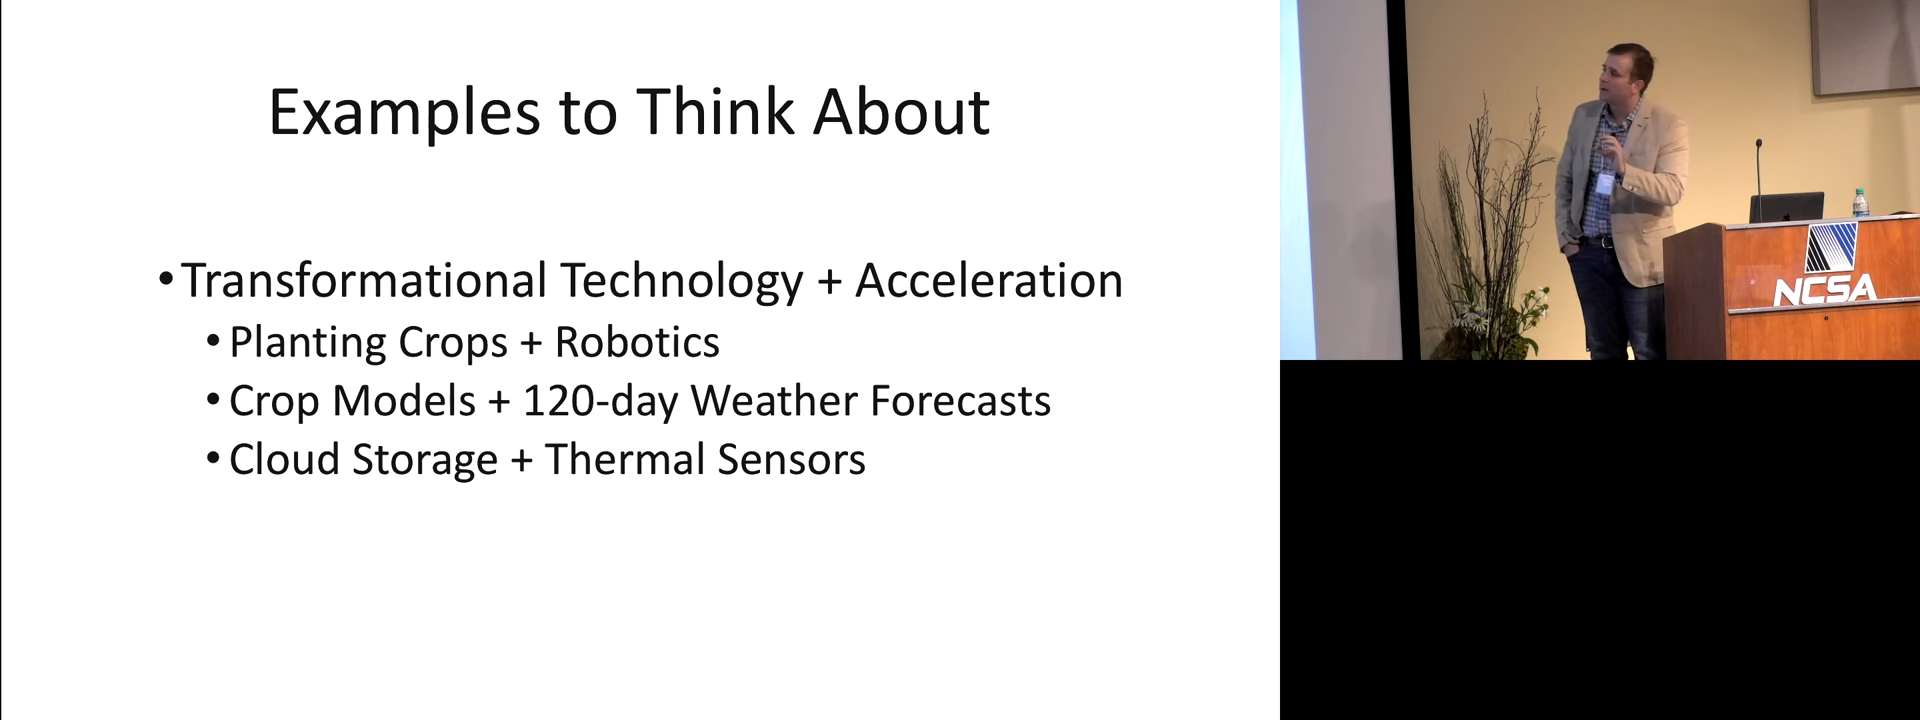 Examples to Think About
•Transformational Technology + Acceleration
•Planting Crops + Robotics
•Crop Models + 120-day Weather Forecasts
•Cloud Storage + Thermal Sensors
NCSA